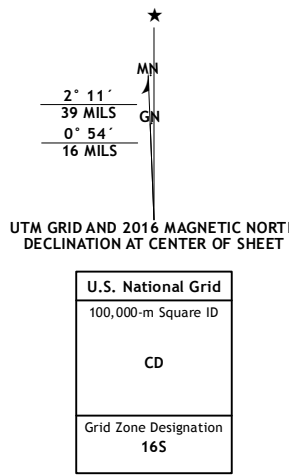 ★
MN
2° 11´
39 MILS
GN
0° 54´
16 MILS
UTM GRID AND 2016 MAGNETIC NORT
DECLINATION AT CENTER OF SHEET
U.S. National Grid
100,000-m Square ID
CD
Grid Zone Designation
16S